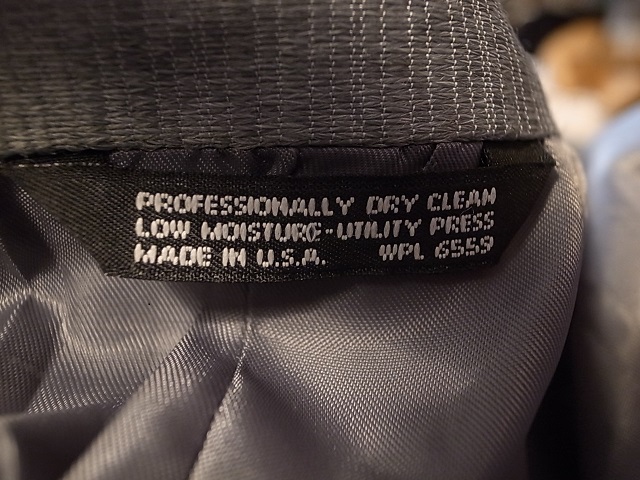 PROFESSIONALLY DRY CLEAN
LOW MOISTURE-UTILITY PRESS
MADE IN U.S.A. WPL 6559